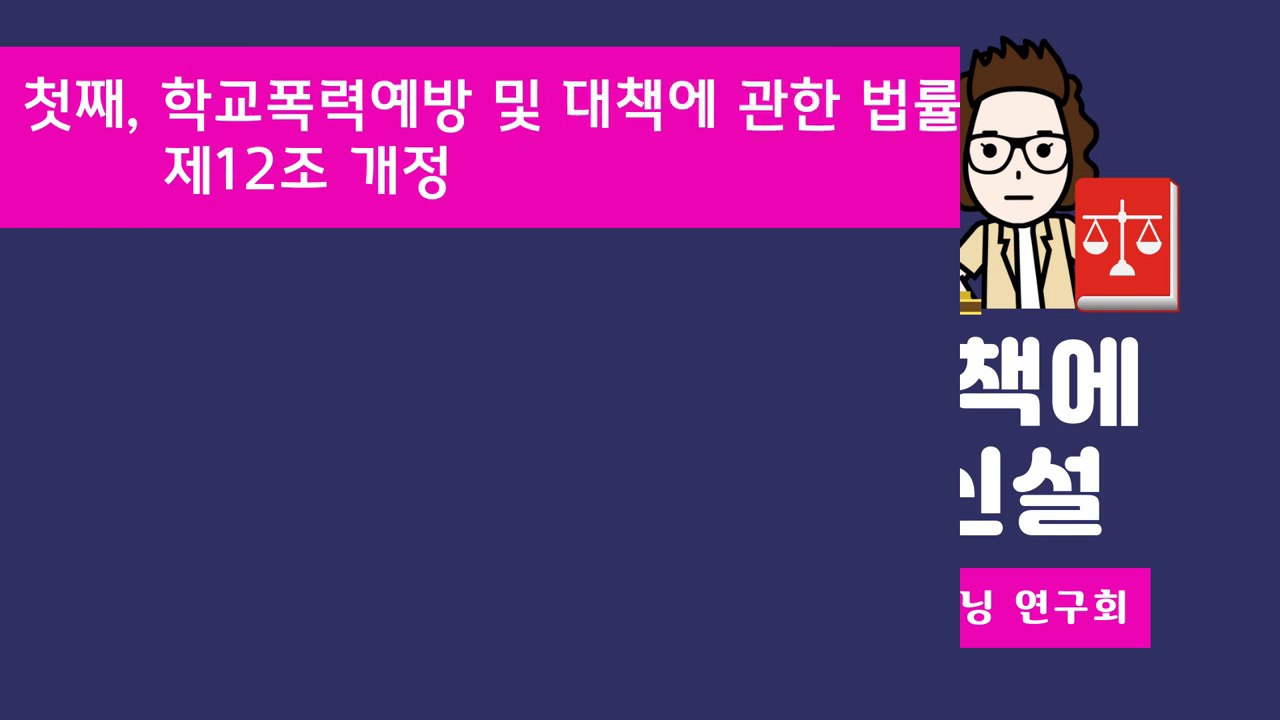 첫째, 학교폭력예방 및 대책에 관한 법률
제12조 개정
책에
신설
닝 연구회